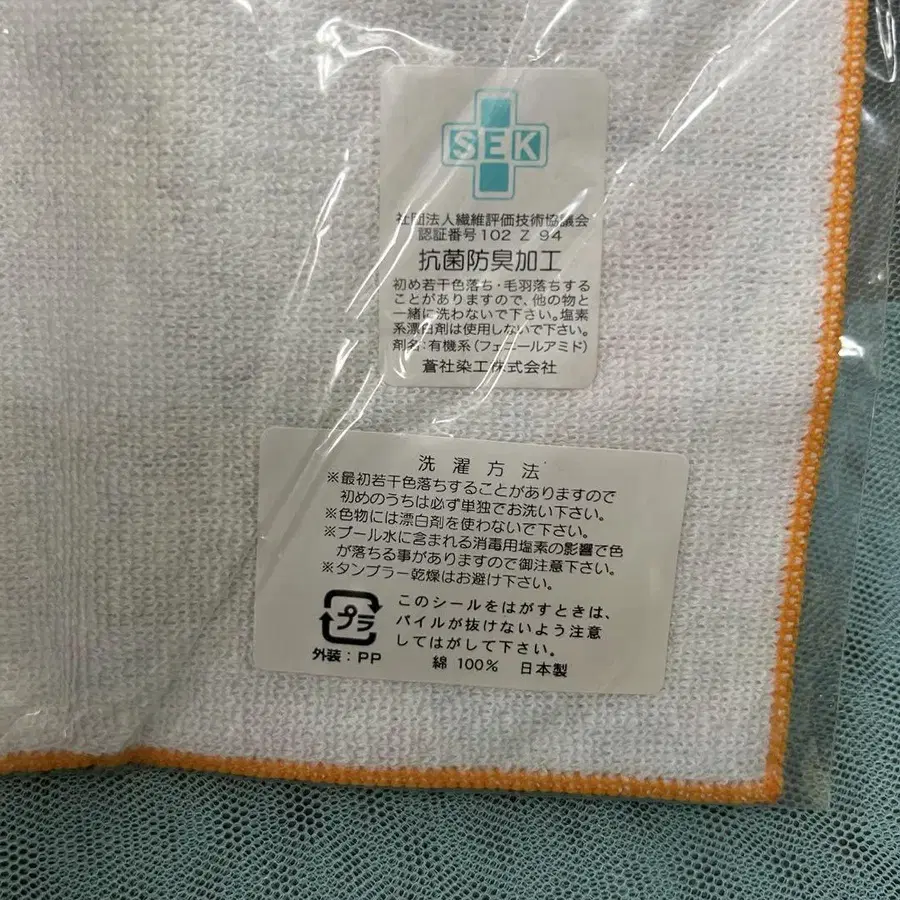 SEK
社団法人繊維評価技術協議会
認証番号102 Z 94
抗菌防臭加工
初め若干色落ち・毛羽落ちする
ことがありますので、他の物と
一緒に洗わないで下さい。塩素
系漂白剤は使用しないで下さい。
剤名:有機系(フェニールアミド)
蒼社染工株式会社
洗濯方法
※最初若干色落ちすることがありますので
初めのうちは必ず単独でお洗い下さい。
※色物には漂白剤を使わないで下さい。
※プール水に含まれる消毒用塩素の影響で色
が落ちる事がありますので御注意下さい。
※タンブラー乾燥はお避け下さい。
プラ
外装:PP
このシールをはがすときは、
パイルが抜けないよう注意
してはがして下さい。
綿 100% 日本製